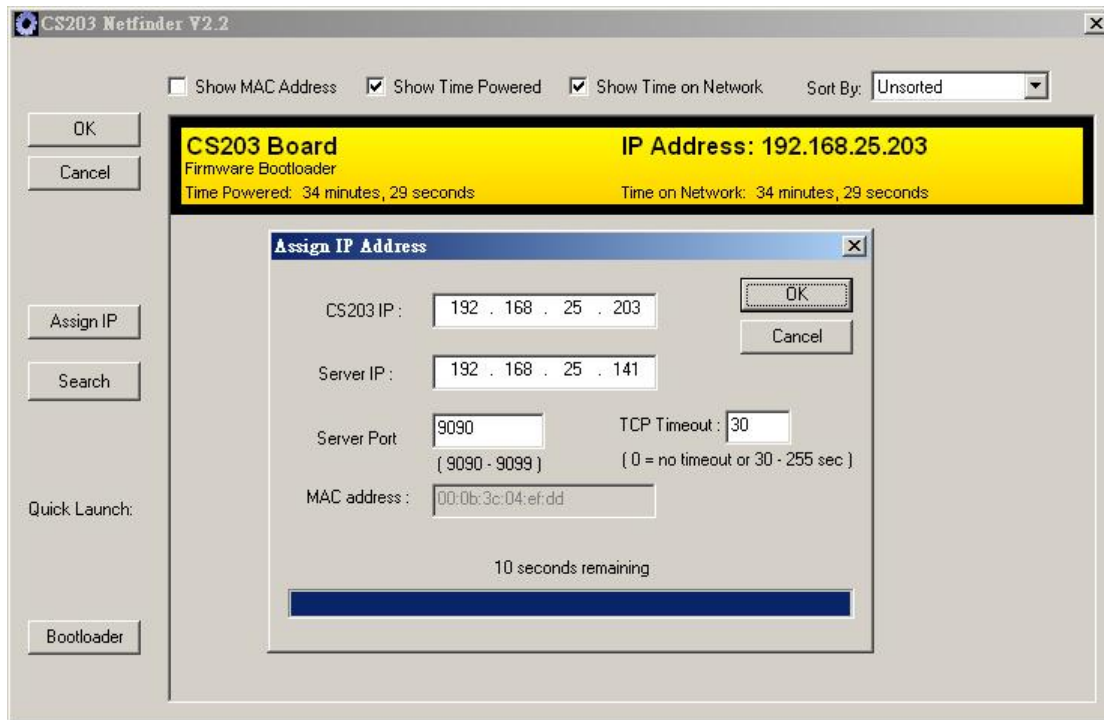 CS203 Netfinder V2.2
Show MAC Address Show Time Powered Show Time on Network Sort By: Unsorted
OK
Cancel
CS203 Board IP Address: 192.168.25.203
Firmware Bootloader
Time Powered: 34 minutes, 29 seconds Time on Network: 34 minutes, 29 seconds
Assign IP Address
CS203 IP : 192 . 168 . 25 . 203 OK
Cancel
Assign IP
Server IP : 192 . 168 . 25 . 141
Search
Server Port 9090 TCP Timeout : 30
( 9090 - 9099 ) ( 0 = no timeout or 30 - 255 sec )
MAC address : 00:0b:3c:04:ef:dd
Quick Launch:
10 seconds remaining
Bootloader